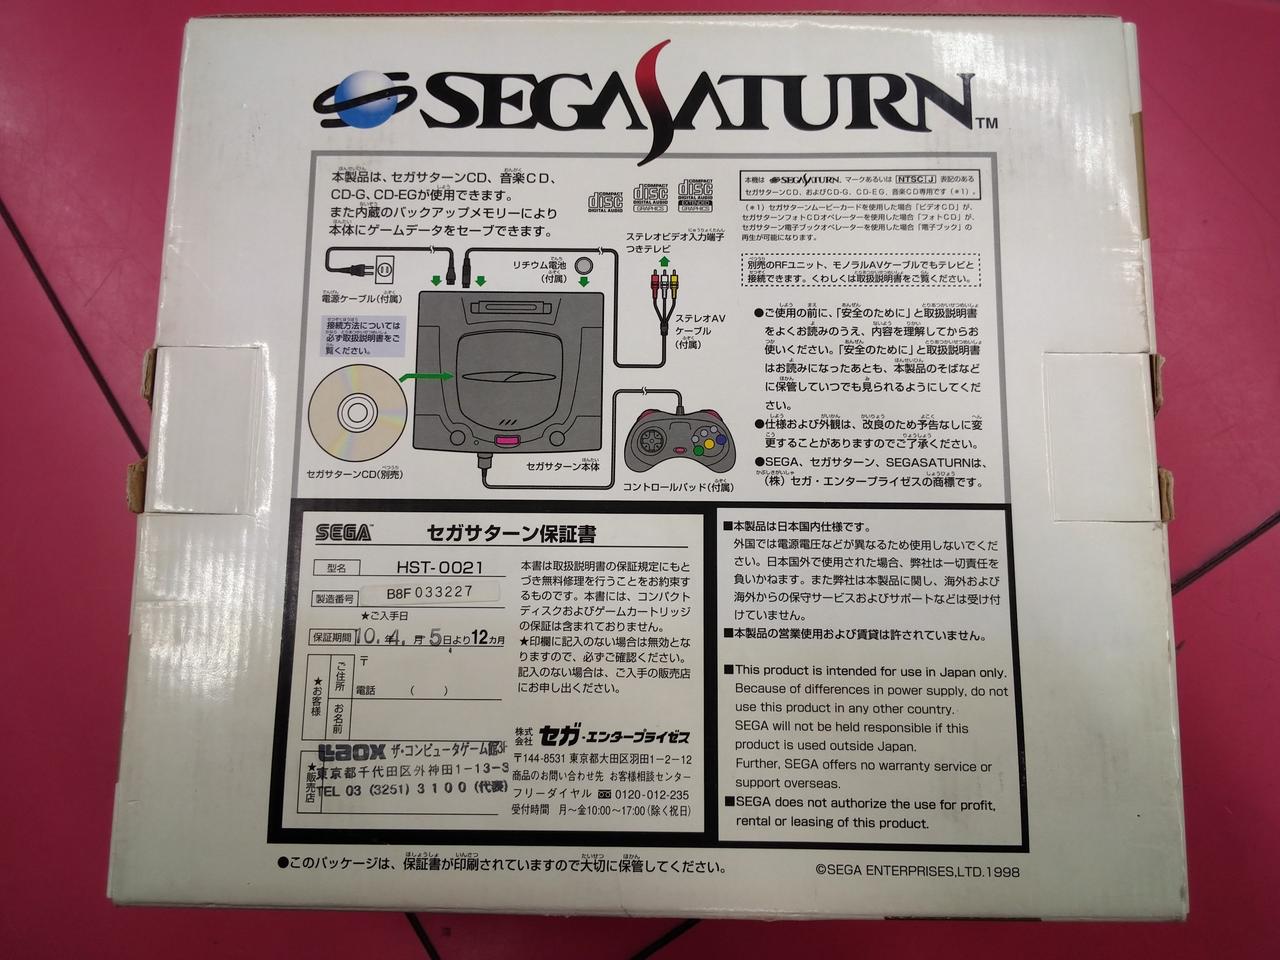 SEGASATURN™
本製品は、セガサターンCD、音楽CD、
CD-G、CD-EGが使用できます。
また内蔵のバックアップメモリーにより
本体にゲームデータをセーブできます。
COMPACT disc DIGITAL AUDIO
COMPACT disc DIGITAL AUDIO GRAPHICS
COMPACT disc DIGITAL AUDIO EXTENDED GRAPHICS
本機は SEGASATURN. マークあるいは NTSC J 表記のある
セガサターンCD、およびCD-G、CD-EG、音楽CD専用です(*1)。
(*1)セガサターンムービーカードを使用した場合「ビデオCD」が、
セガサターンフォトCDオペレーターを使用した場合「フォトCD」が、
セガサターン電子ブックオペレーターを使用した場合「電子ブック」の
再生が可能になります。
別売のRFユニット、モノラルAVケーブルでもテレビと
接続できます。くわしくは取扱説明書をご覧ください。
電源ケーブル(付属)
リチウム電池
(付属)
ステレオビデオ入力端子
つきテレビ
ステレオAV
ケーブル
(付属)
接続方法については
必ず取扱説明書をご
覧ください。
セガサターンCD(別売)
セガサターン本体
コントロールパッド(付属)
●ご使用の前に、「安全のために」と取扱説明書
をよくお読みのうえ、内容を理解してからお
使いください。「安全のために」と取扱説明書
はお読みになったあとも、本製品のそばなど
に保管していつでも見られるようにしてくだ
さい。
●仕様および外観は、改良のため予告なしに変
更することがありますのでご了承ください。
●SEGA、セガサターン、SEGASATURNは、
(株)セガ・エンタープライゼスの商標です。
SEGA™ セガサターン保証書
型名 HST-0021
製造番号 B8F 033227
★ご入手日
保証期間 10年4月5日より12ヵ月
★お客様
ご住所
〒
電話 ( )
お名前
★販売店
Laox ザ・コンピュータゲーム館3F
東京都千代田区外神田1-13-3
TEL 03 (3251) 3100 (代表)
本書は取扱説明書の保証規定にもと
づき無料修理を行うことをお約束す
るものです。本書には、コンパクト
ディスクおよびゲームカートリッジ
の保証は含まれておりません。
★印欄に記入のない場合は無効とな
りますので、必ずご確認ください。
記入のない場合は、ご入手の販売店
にお申し出ください。
株式会社 セガ・エンタープライゼス
〒144-8531 東京都大田区羽田1-2-12
商品のお問い合わせ先 お客様相談センター
フリーダイヤル 0120-012-235
受付時間 月〜金10:00〜17:00(除く祝日)
■本製品は日本国内仕様です。
外国では電源電圧などが異なるため使用しないでくだ
さい。日本国外で使用された場合、弊社は一切責任を
負いかねます。また弊社は本製品に関し、海外および
海外からの保守サービスおよびサポートなどは受け付
けていません。
■本製品の営業使用および賃貸は許されていません。
■This product is intended for use in Japan only.
Because of differences in power supply, do not
use this product in any other country.
SEGA will not be held responsible if this
product is used outside Japan.
Further, SEGA offers no warranty service or
support overseas.
■SEGA does not authorize the use for profit,
rental or leasing of this product.
●このパッケージは、保証書が印刷されていますので大切に保管してください。
©SEGA ENTERPRISES,LTD.1998